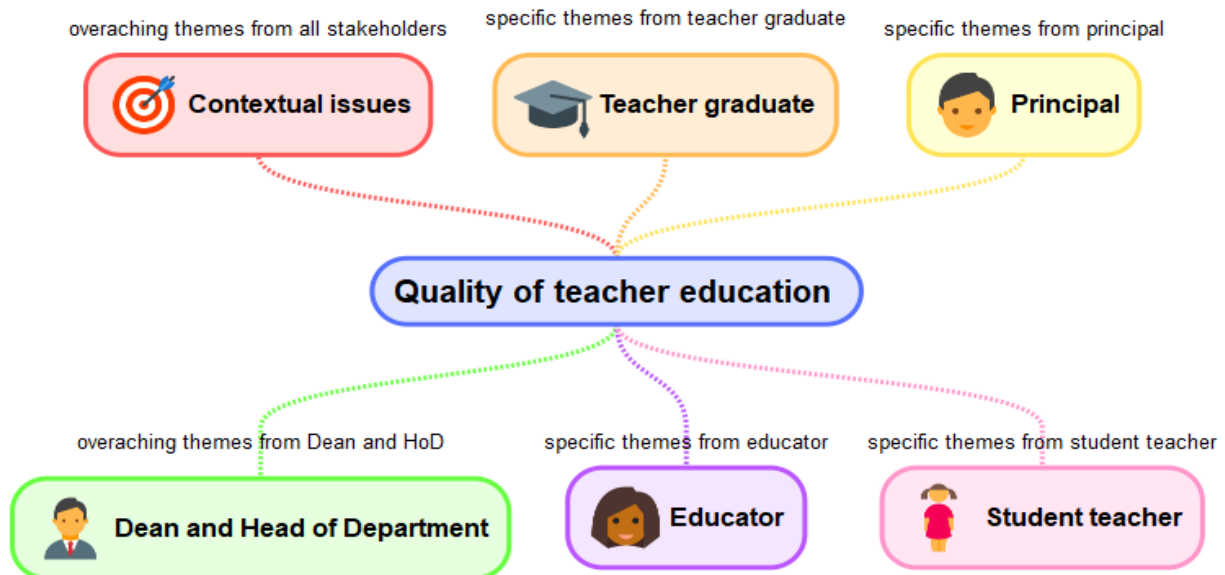 overaching themes from all stakeholders
specific themes from teacher graduate
specific themes from principal
Contextual issues
Teacher graduate
Principal
Quality of teacher education
overaching themes from Dean and HoD
specific themes from educator
specific themes from student teacher
Dean and Head of Department
Educator
Student teacher